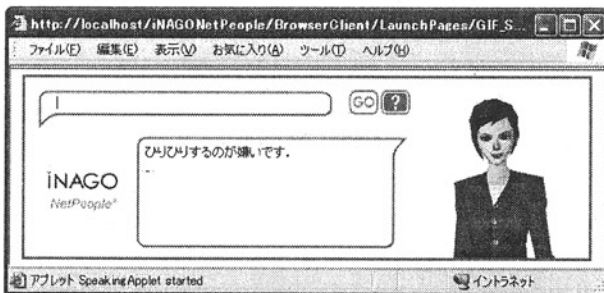 http://localhost/iNAGONetPeople/BrowserClient/LaunchPages/GIF_S...
ファイル(F) 編集(E) 表示(V) お気に入り(A) ツール(T) ヘルプ(H)
GO ?
ひりひりするのが嫌いです.
iNAGO
NetPeople
アプレット SpeakingApplet started
イントラネット